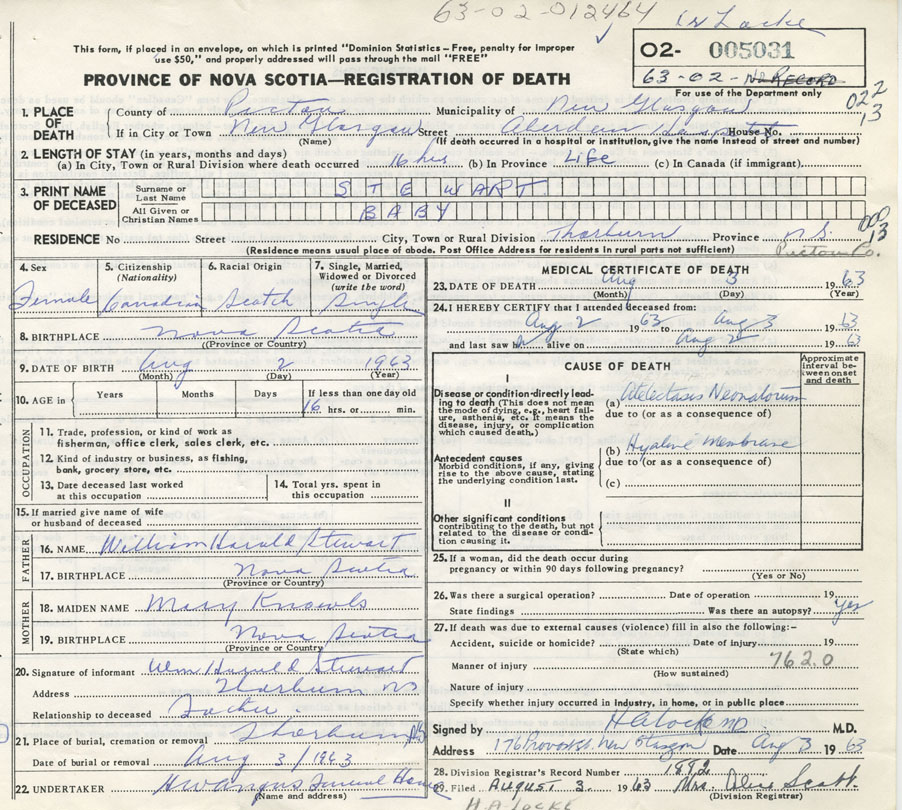 63-02-012464
This form, if placed in an envelope, on which is printed "Dominion Statistics – Free, penalty for improper
use $50," and properly addressed will pass through the mail "FREE"
02- 005031
63-02- No RECORD
For use of the Department only
PROVINCE OF NOVA SCOTIA—REGISTRATION OF DEATH
022
13
1. PLACE OF DEATH County of Pictou Municipality of New Glasgow
If in City or Town New Glasgow Street Aberdeen Hospital House No.
(Name) (If death occurred in a hospital or institution, give the name instead of street and number)
2. LENGTH OF STAY (in years, months and days)
(a) In City, Town or Rural Division where death occurred 16 hrs (b) In Province Life (c) In Canada (if immigrant)
3. PRINT NAME OF DECEASED
Surname or Last Name STEWART
All Given or Christian Names BABY
RESIDENCE No Street City, Town or Rural Division Thorburn Province N.S.
000
13
(Residence means usual place of abode. Post Office Address for residents in rural parts not sufficient)
Pictou Co.
4. Sex Female
5. Citizenship (Nationality) Canadian
6. Racial Origin Scotch
7. Single, Married, Widowed or Divorced (write the word) Single
8. BIRTHPLACE Nova Scotia
(Province or Country)
9. DATE OF BIRTH Aug 2 1963
(Month) (Day) (Year)
10. AGE in Years Months Days If less than one day old
16 hrs. or min.
OCCUPATION
11. Trade, profession, or kind of work as
fisherman, office clerk, sales clerk, etc.
12. Kind of industry or business, as fishing,
bank, grocery store, etc.
13. Date deceased last worked
at this occupation
14. Total yrs. spent in
this occupation
15. If married give name of wife
or husband of deceased
FATHER
16. NAME William Harald Stewart
17. BIRTHPLACE Nova Scotia
(Province or Country)
MOTHER
18. MAIDEN NAME Mary Knowls
19. BIRTHPLACE Nova Scotia
(Province or Country)
20. Signature of informant Wm Harald Stewart
Address Thorburn NS
Relationship to deceased Father
21. Place of burial, cremation or removal Thorburn NS
Date of burial or removal Aug 3/1963
22. UNDERTAKER Funeral Home
(Name and address)
MEDICAL CERTIFICATE OF DEATH
23. DATE OF DEATH Aug 3 1963
(Month) (Day) (Year)
24. I HEREBY CERTIFY that I attended deceased from:
Aug 2 1963 to Aug 3 1963
and last saw h alive on Aug 2 1963
CAUSE OF DEATH
Approximate interval between onset and death
I
Disease or condition directly leading to death (This does not mean the mode of dying, e.g., heart failure, asthenia, etc. It means the disease, injury, or complication which caused death.)
(a) Atelectasis Neonatorum
due to (or as a consequence of)
Antecedent causes
Morbid conditions, if any, giving rise to the above cause, stating the underlying condition last.
(b) Hyaline Membrane
due to (or as a consequence of)
(c)
II
Other significant conditions
contributing to the death, but not related to the disease or condition causing it.
25. If a woman, did the death occur during
pregnancy or within 90 days following pregnancy?
(Yes or No)
26. Was there a surgical operation? Date of operation 19
State findings Was there an autopsy? Yes
27. If death was due to external causes (violence) fill in also the following:–
Accident, suicide or homicide? Date of injury 19
(State which)
762.0
Manner of injury
(How sustained)
Nature of injury
Specify whether injury occurred in industry, in home, or in public place
Signed by H A Locke MD M.D.
Address 176 Provost St New Glasgow Date Aug 3 1963
28. Division Registrar's Record Number 1892
29. Filed August 3 1963 Mrs. Scott
(Division Registrar)
H.A. LOCKE